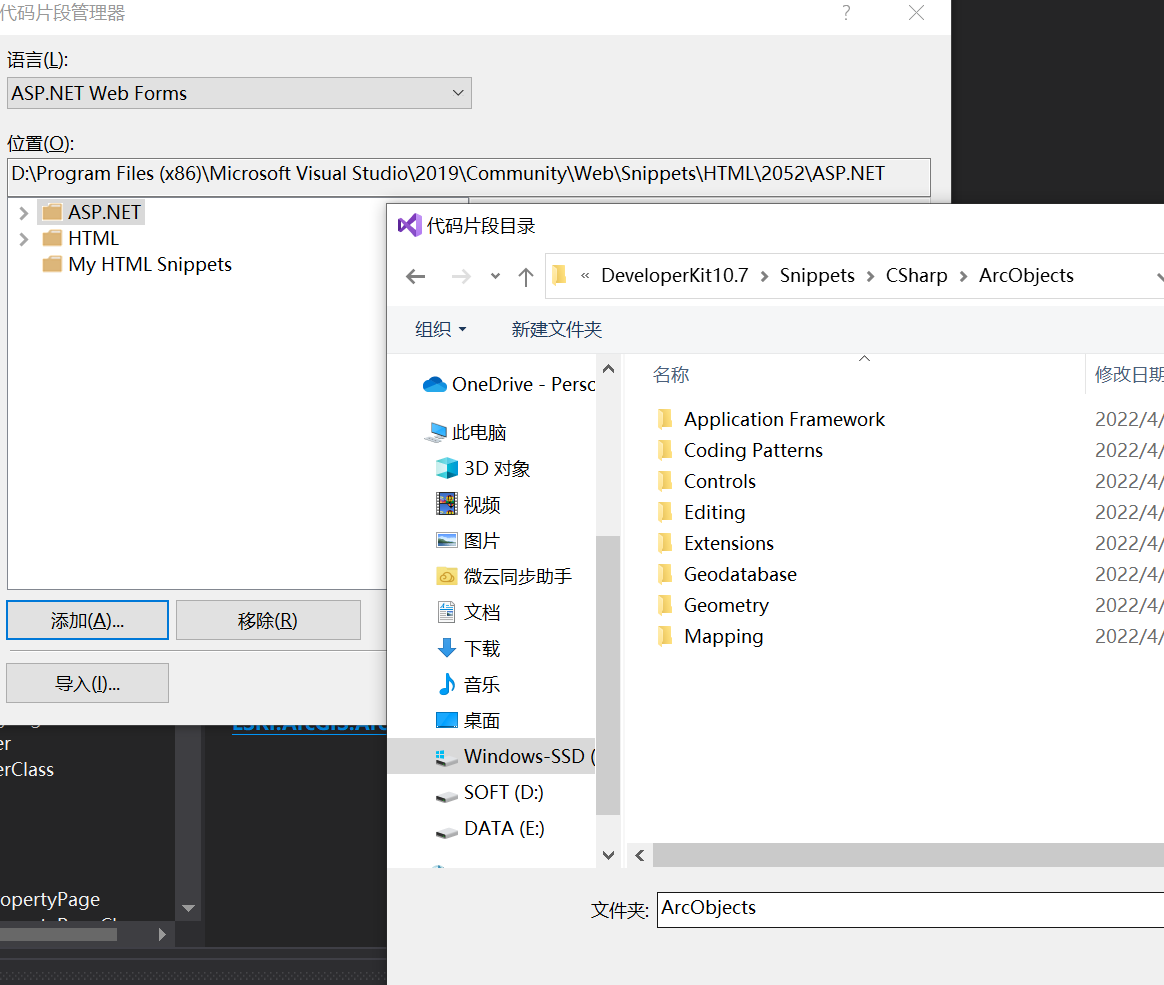 代码片段管理器
?
语言(L):
ASP.NET Web Forms
位置(O):
D:\Program Files (x86)\Microsoft Visual Studio\2019\Community\Web\Snippets\HTML\2052\ASP.NET
ASP.NET
HTML
My HTML Snippets
添加(A)...
移除(R)
导入(I)...
er
erClass
opertyPage
ESRI.ArcGIS.Arc
代码片段目录
« DeveloperKit10.7 > Snippets > CSharp > ArcObjects
组织
新建文件夹
OneDrive - Perso
此电脑
3D 对象
视频
图片
微云同步助手
文档
下载
音乐
桌面
Windows-SSD (
SOFT (D:)
DATA (E:)
名称
修改日期
Application Framework
2022/4/
Coding Patterns
2022/4/
Controls
2022/4/
Editing
2022/4/
Extensions
2022/4/
Geodatabase
2022/4/
Geometry
2022/4/
Mapping
2022/4/
文件夹:
ArcObjects